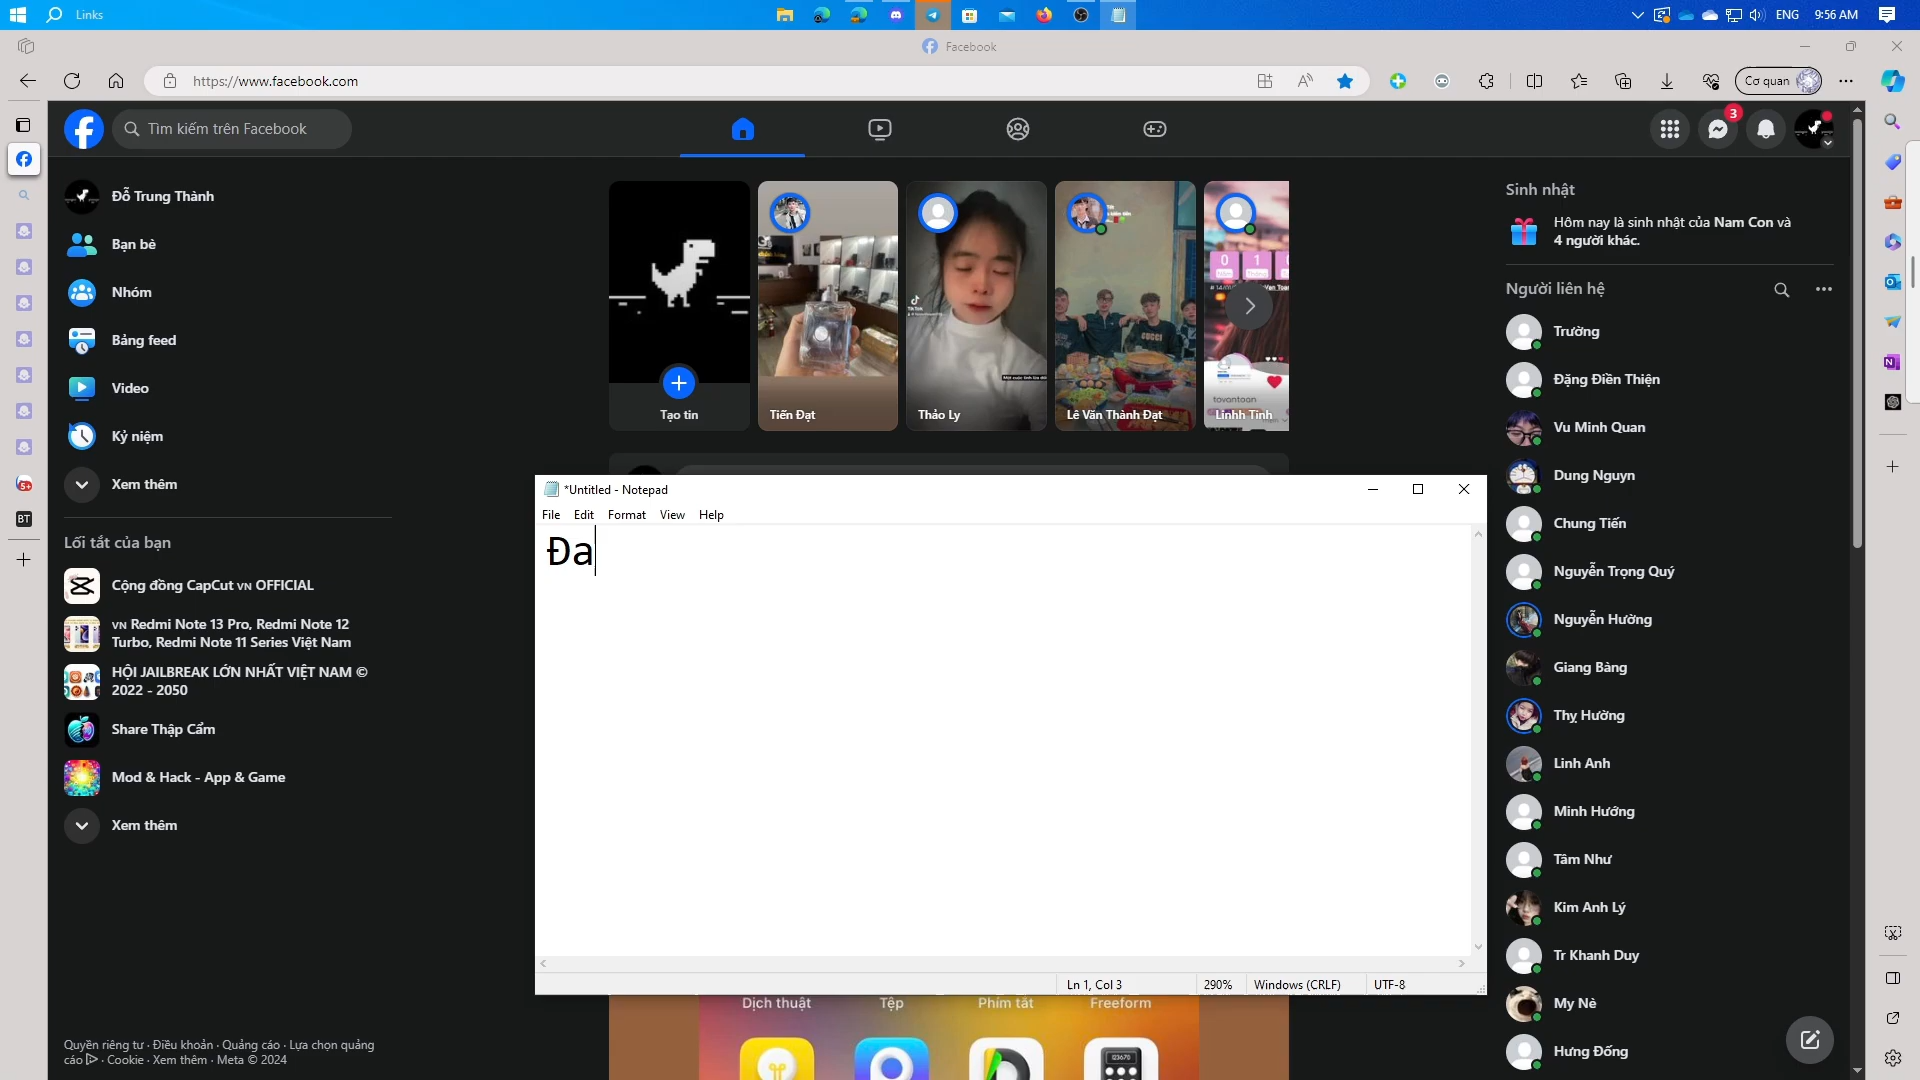 Links
ENG
9:56 AM
Facebook
https://www.facebook.com
Cơ quan
Tìm kiếm trên Facebook
3
Đỗ Trung Thành
Bạn bè
Nhóm
Bảng feed
Video
Kỷ niệm
Xem thêm
Lối tắt của bạn
Cộng đồng CapCut VN OFFICIAL
VN Redmi Note 13 Pro, Redmi Note 12
Turbo, Redmi Note 11 Series Việt Nam
HỘI JAILBREAK LỚN NHẤT VIỆT NAM ©
2022 - 2050
Share Thập Cẩm
Mod & Hack - App & Game
Xem thêm
Quyền riêng tư · Điều khoản · Quảng cáo · Lựa chọn quảng
cáo · Cookie · Xem thêm · Meta © 2024
Tạo tin
Tiến Đạt
Thảo Ly
TikTok
GUCCI
Lê Văn Thành Đạt
0 1
tovantoan
Linhh Tinh
*Untitled - Notepad
File Edit Format View Help
Đa
Ln 1, Col 3
290%
Windows (CRLF)
UTF-8
Dịch thuật
Tệp
Phím tắt
Freeform
Sinh nhật
Hôm nay là sinh nhật của Nam Con và
4 người khác.
Người liên hệ
Trường
Đặng Điền Thiện
Vu Minh Quan
Dung Nguyn
Chung Tiến
Nguyễn Trọng Quý
Nguyễn Hường
Giang Bàng
Thỵ Hường
Linh Anh
Minh Hướng
Tâm Như
Kim Anh Lý
Tr Khanh Duy
My Nè
Hưng Đống
5+
BT